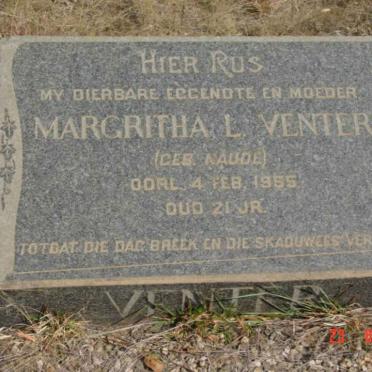 HIER RUS
MY DIERBARE EGGENOTE EN MOEDER
MARGRITHA L. VENTER
(GEB. NAUDE)
OORL. 4 FEB. 1955
OUD 21 JR.
TOTDAT DIE DAG BREEK EN DIE SKADUWEES
VENTER
23